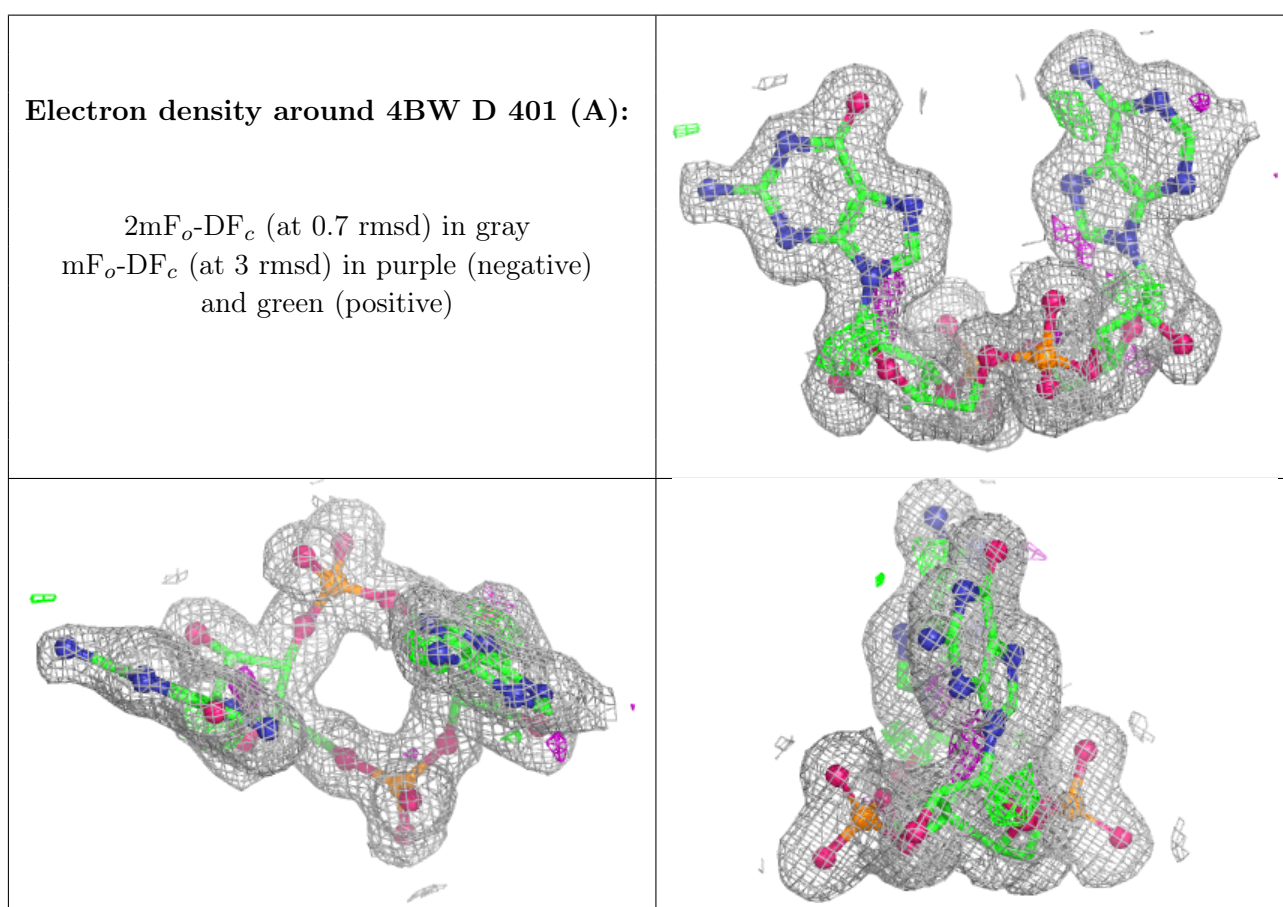 Electron density around 4BW D 401 (A):
2mFo-DFc (at 0.7 rmsd) in gray
mFo-DFc (at 3 rmsd) in purple (negative)
and green (positive)